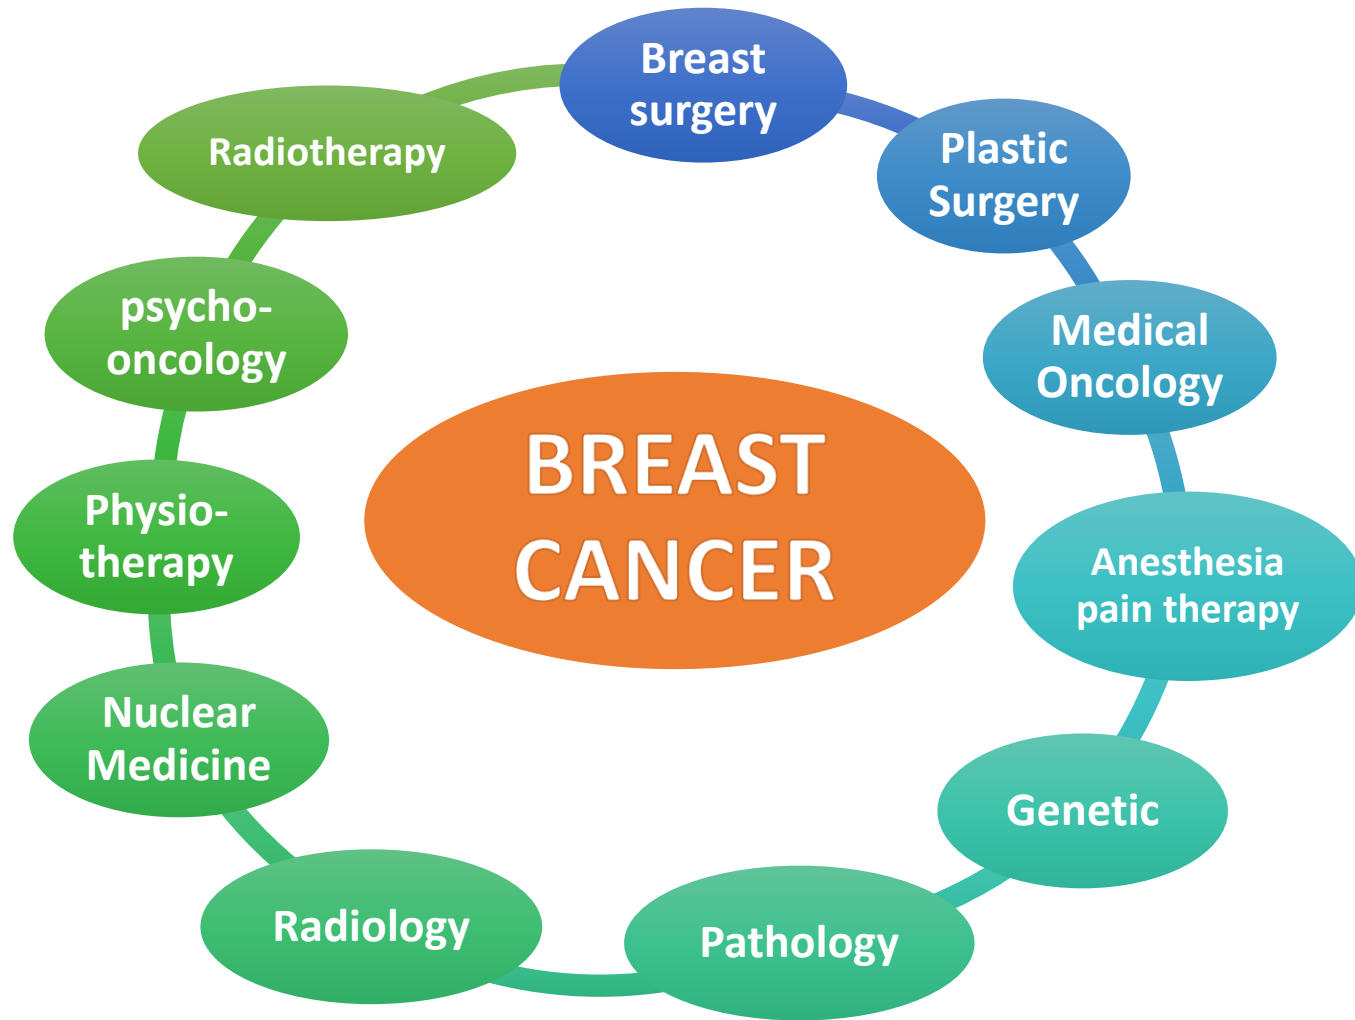 Breast
surgery
Plastic
Surgery
Medical
Oncology
Anesthesia
pain therapy
Genetic
Pathology
Radiology
Nuclear
Medicine
Physio-
therapy
psycho-
oncology
Radiotherapy
BREAST
CANCER